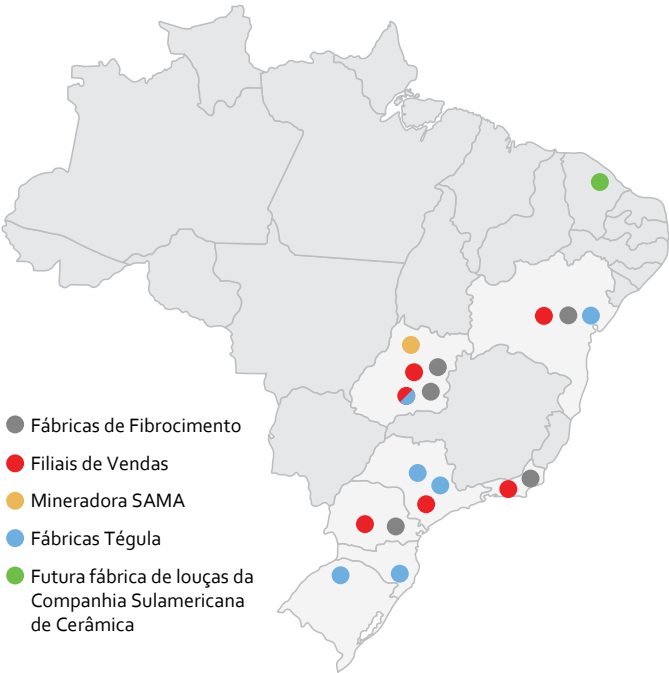 Fábricas de Fibrocimento
Filiais de Vendas
Mineradora SAMA
Fábricas Tégula
Futura fábrica de louças da
Companhia Sulamericana
de Cerâmica